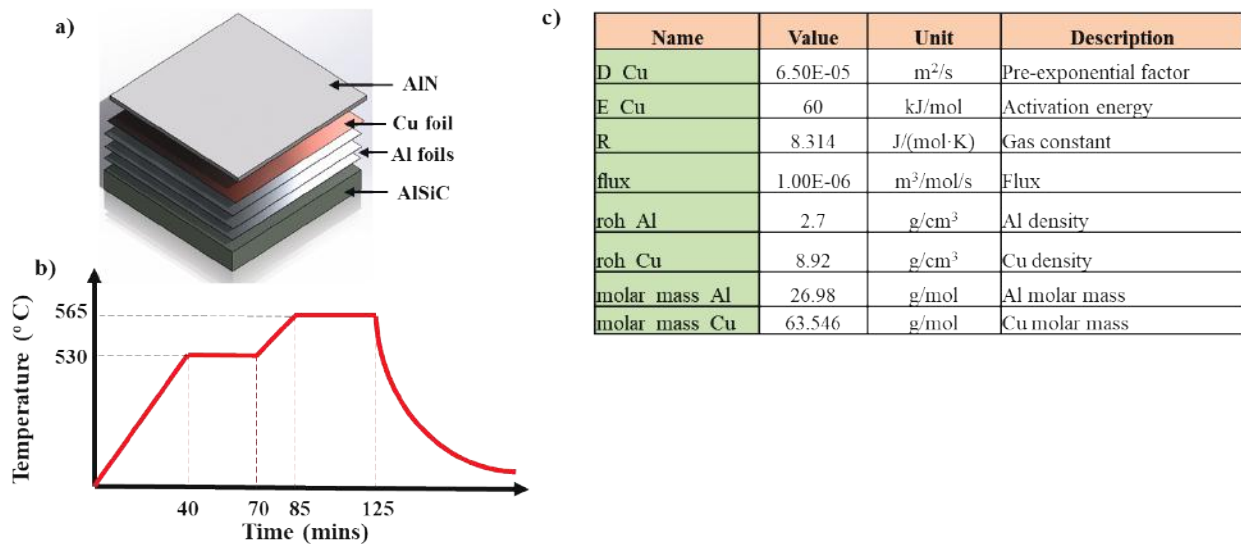 a)
AlN
Cu foil
Al foils
AlSiC
b)
Temperature (º C)
565
530
40 70 85 125
Time (mins)
c)
Name Value Unit Description
D_Cu 6.50E-05 m²/s Pre-exponential factor
E_Cu 60 kJ/mol Activation energy
R 8.314 J/(mol·K) Gas constant
flux 1.00E-06 m³/mol/s Flux
roh_Al 2.7 g/cm³ Al density
roh_Cu 8.92 g/cm³ Cu density
molar_mass_Al 26.98 g/mol Al molar mass
molar_mass_Cu 63.546 g/mol Cu molar mass